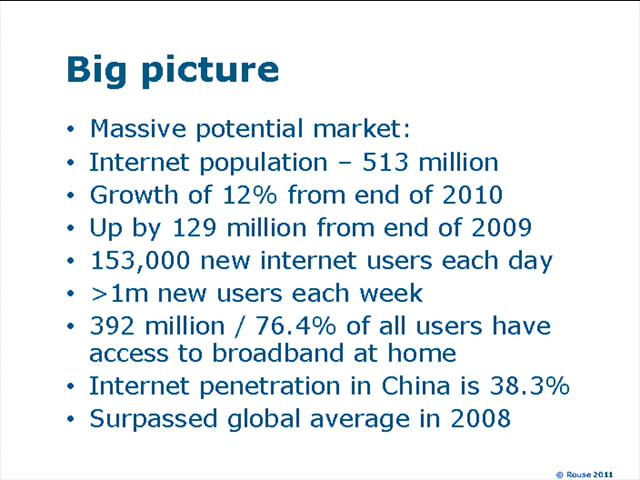 Big picture
• Massive potential market:
• Internet population – 513 million
• Growth of 12% from end of 2010
• Up by 129 million from end of 2009
• 153,000 new internet users each day
• >1m new users each week
• 392 million / 76.4% of all users have
access to broadband at home
• Internet penetration in China is 38.3%
• Surpassed global average in 2008
© Rouse 2011